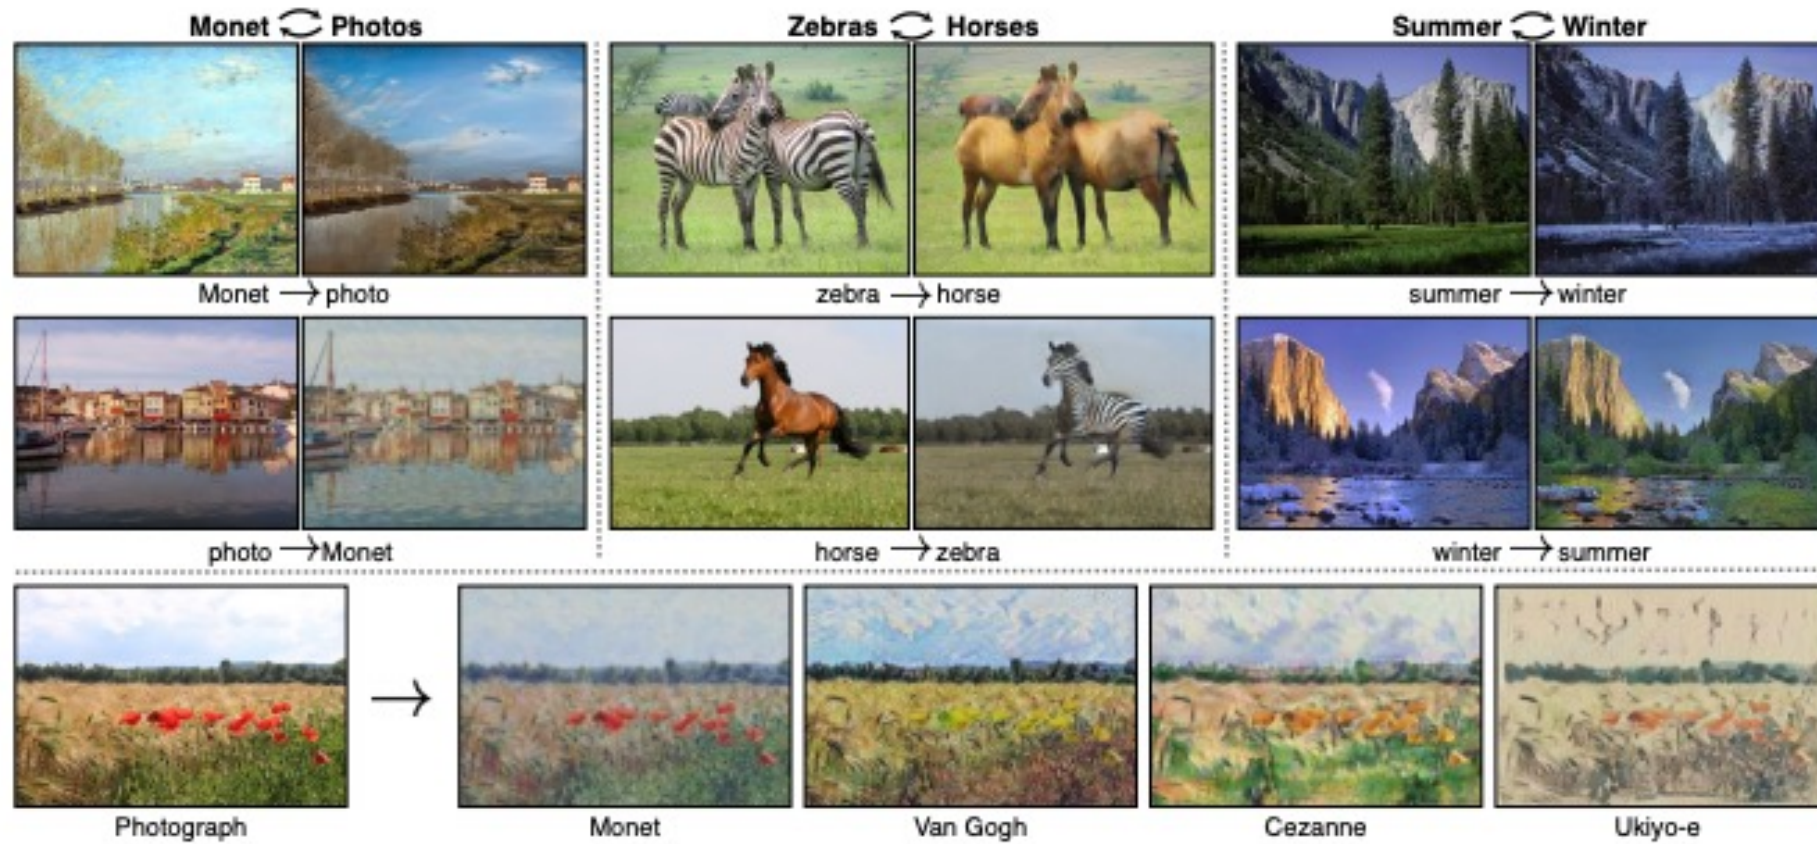 Monet Photos
Zebras Horses
Summer Winter
Monet → photo
zebra → horse
summer → winter
photo → Monet
horse → zebra
winter → summer
Photograph
Monet
Van Gogh
Cezanne
Ukiyo-e